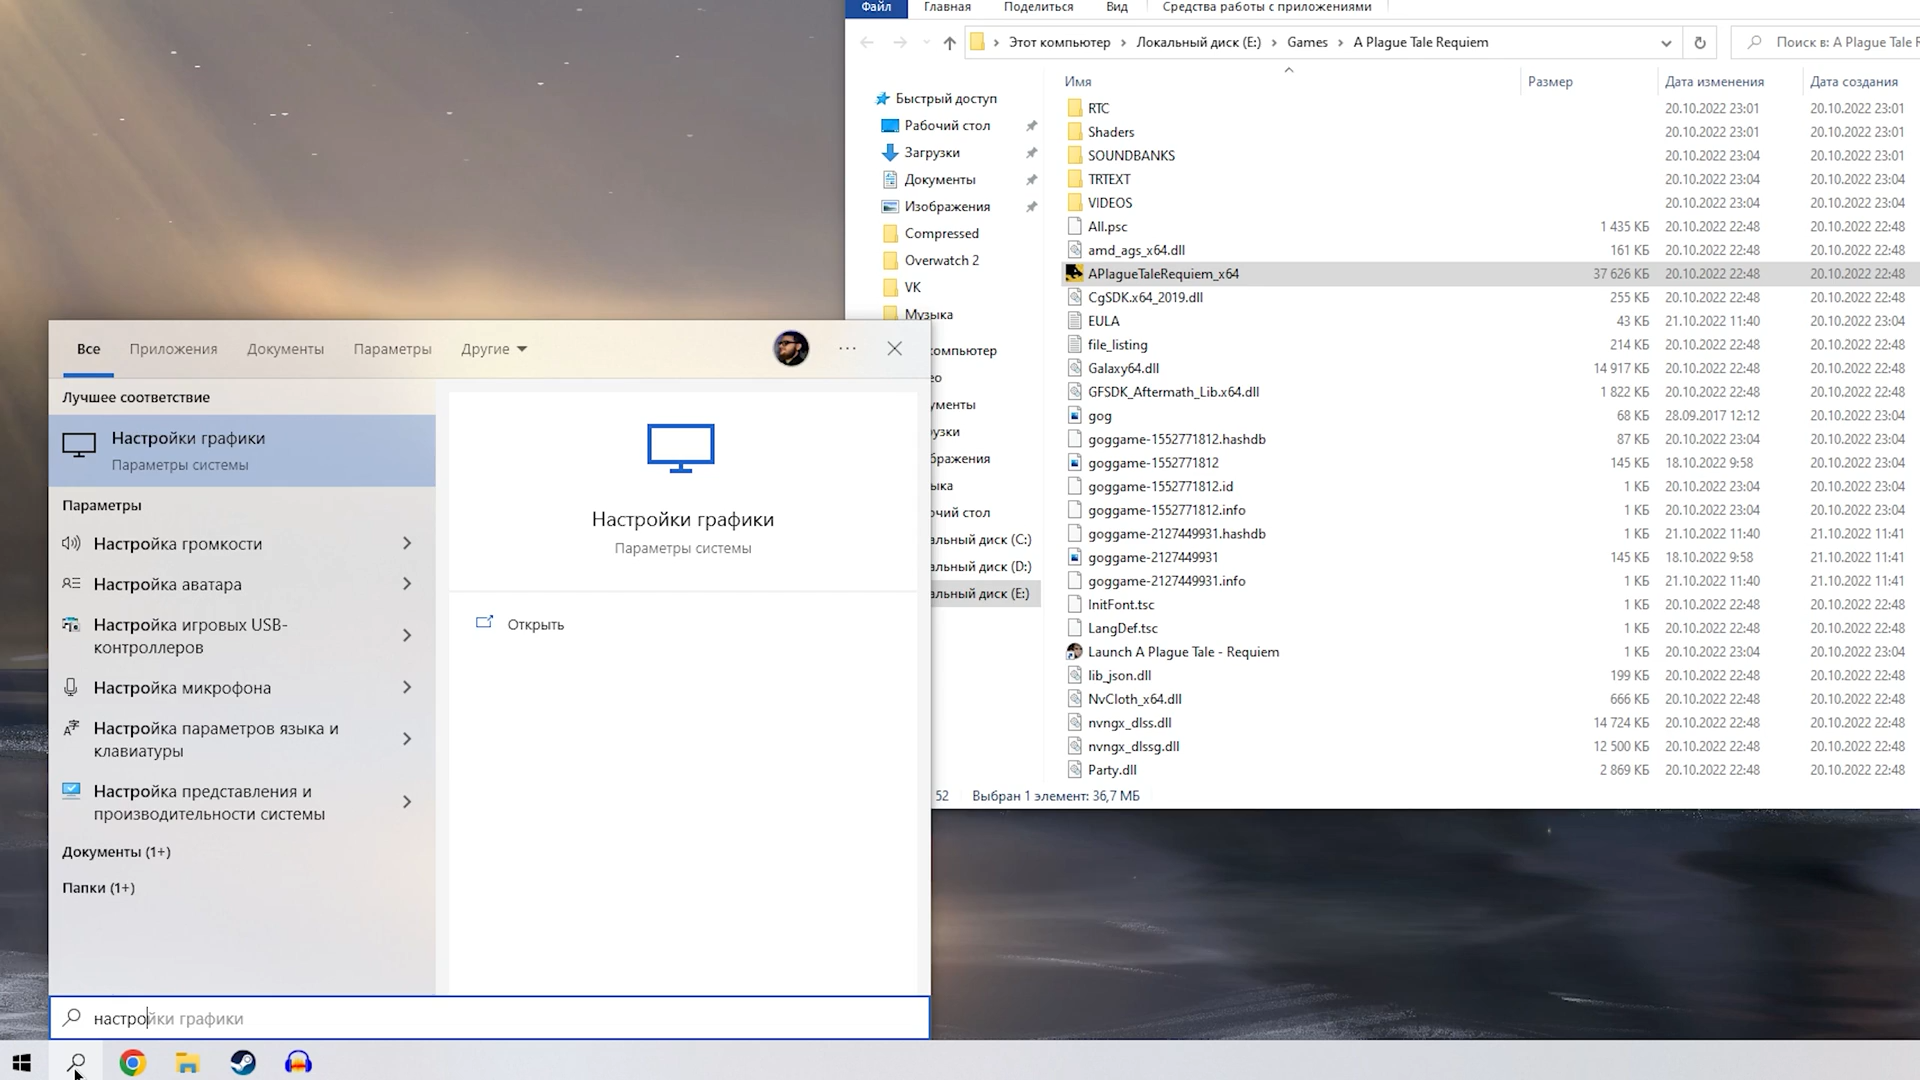 Файл Главная Поделиться Вид Средства работы с приложениями
Этот компьютер Локальный диск (E:) Games A Plague Tale Requiem
Поиск в: A Plague Tale
Имя Размер Дата изменения Дата создания
Быстрый доступ
Рабочий стол
Загрузки
Документы
Изображения
Compressed
Overwatch 2
VK
Музыка
компьютер
ео
ументы
узки
бражения
ыка
очий стол
альный диск (C:)
альный диск (D:)
альный диск (E:)
RTC 20.10.2022 23:01 20.10.2022 23:01
Shaders 20.10.2022 23:01 20.10.2022 23:01
SOUNDBANKS 20.10.2022 23:04 20.10.2022 23:01
TRTEXT 20.10.2022 23:04 20.10.2022 23:04
VIDEOS 20.10.2022 23:04 20.10.2022 23:04
All.psc 1 435 КБ 20.10.2022 22:48 20.10.2022 22:48
amd_ags_x64.dll 161 КБ 20.10.2022 22:48 20.10.2022 22:48
APlagueTaleRequiem_x64 37 626 КБ 20.10.2022 22:48 20.10.2022 22:48
CgSDK.x64_2019.dll 255 КБ 20.10.2022 22:48 20.10.2022 22:48
EULA 43 КБ 21.10.2022 11:40 20.10.2022 23:04
file_listing 214 КБ 20.10.2022 22:48 20.10.2022 22:48
Galaxy64.dll 14 917 КБ 20.10.2022 22:48 20.10.2022 22:48
GFSDK_Aftermath_Lib.x64.dll 1 822 КБ 20.10.2022 22:48 20.10.2022 22:48
gog 68 КБ 28.09.2017 12:12 20.10.2022 23:04
goggame-1552771812.hashdb 87 КБ 20.10.2022 23:04 20.10.2022 23:04
goggame-1552771812 145 КБ 18.10.2022 9:58 20.10.2022 23:04
goggame-1552771812.id 1 КБ 20.10.2022 23:04 20.10.2022 23:04
goggame-1552771812.info 1 КБ 20.10.2022 23:04 20.10.2022 23:04
goggame-2127449931.hashdb 1 КБ 21.10.2022 11:40 21.10.2022 11:41
goggame-2127449931 145 КБ 18.10.2022 9:58 21.10.2022 11:41
goggame-2127449931.info 1 КБ 21.10.2022 11:40 21.10.2022 11:41
InitFont.tsc 1 КБ 20.10.2022 22:48 20.10.2022 22:48
LangDef.tsc 1 КБ 20.10.2022 22:48 20.10.2022 22:48
Launch A Plague Tale - Requiem 1 КБ 20.10.2022 23:04 20.10.2022 23:04
lib_json.dll 199 КБ 20.10.2022 22:48 20.10.2022 22:48
NvCloth_x64.dll 666 КБ 20.10.2022 22:48 20.10.2022 22:48
nvngx_dlss.dll 14 724 КБ 20.10.2022 22:48 20.10.2022 22:48
nvngx_dlssg.dll 12 500 КБ 20.10.2022 22:48 20.10.2022 22:48
Party.dll 2 869 КБ 20.10.2022 22:48 20.10.2022 22:48
52 Выбран 1 элемент: 36,7 МБ
Все Приложения Документы Параметры Другие
Лучшее соответствие
Настройки графики
Параметры системы
Параметры
Настройка громкости
Настройка аватара
Настройка игровых USB-
контроллеров
Настройка микрофона
Настройка параметров языка и
клавиатуры
Настройка представления и
производительности системы
Документы (1+)
Папки (1+)
Настройки графики
Параметры системы
Открыть
настройки графики